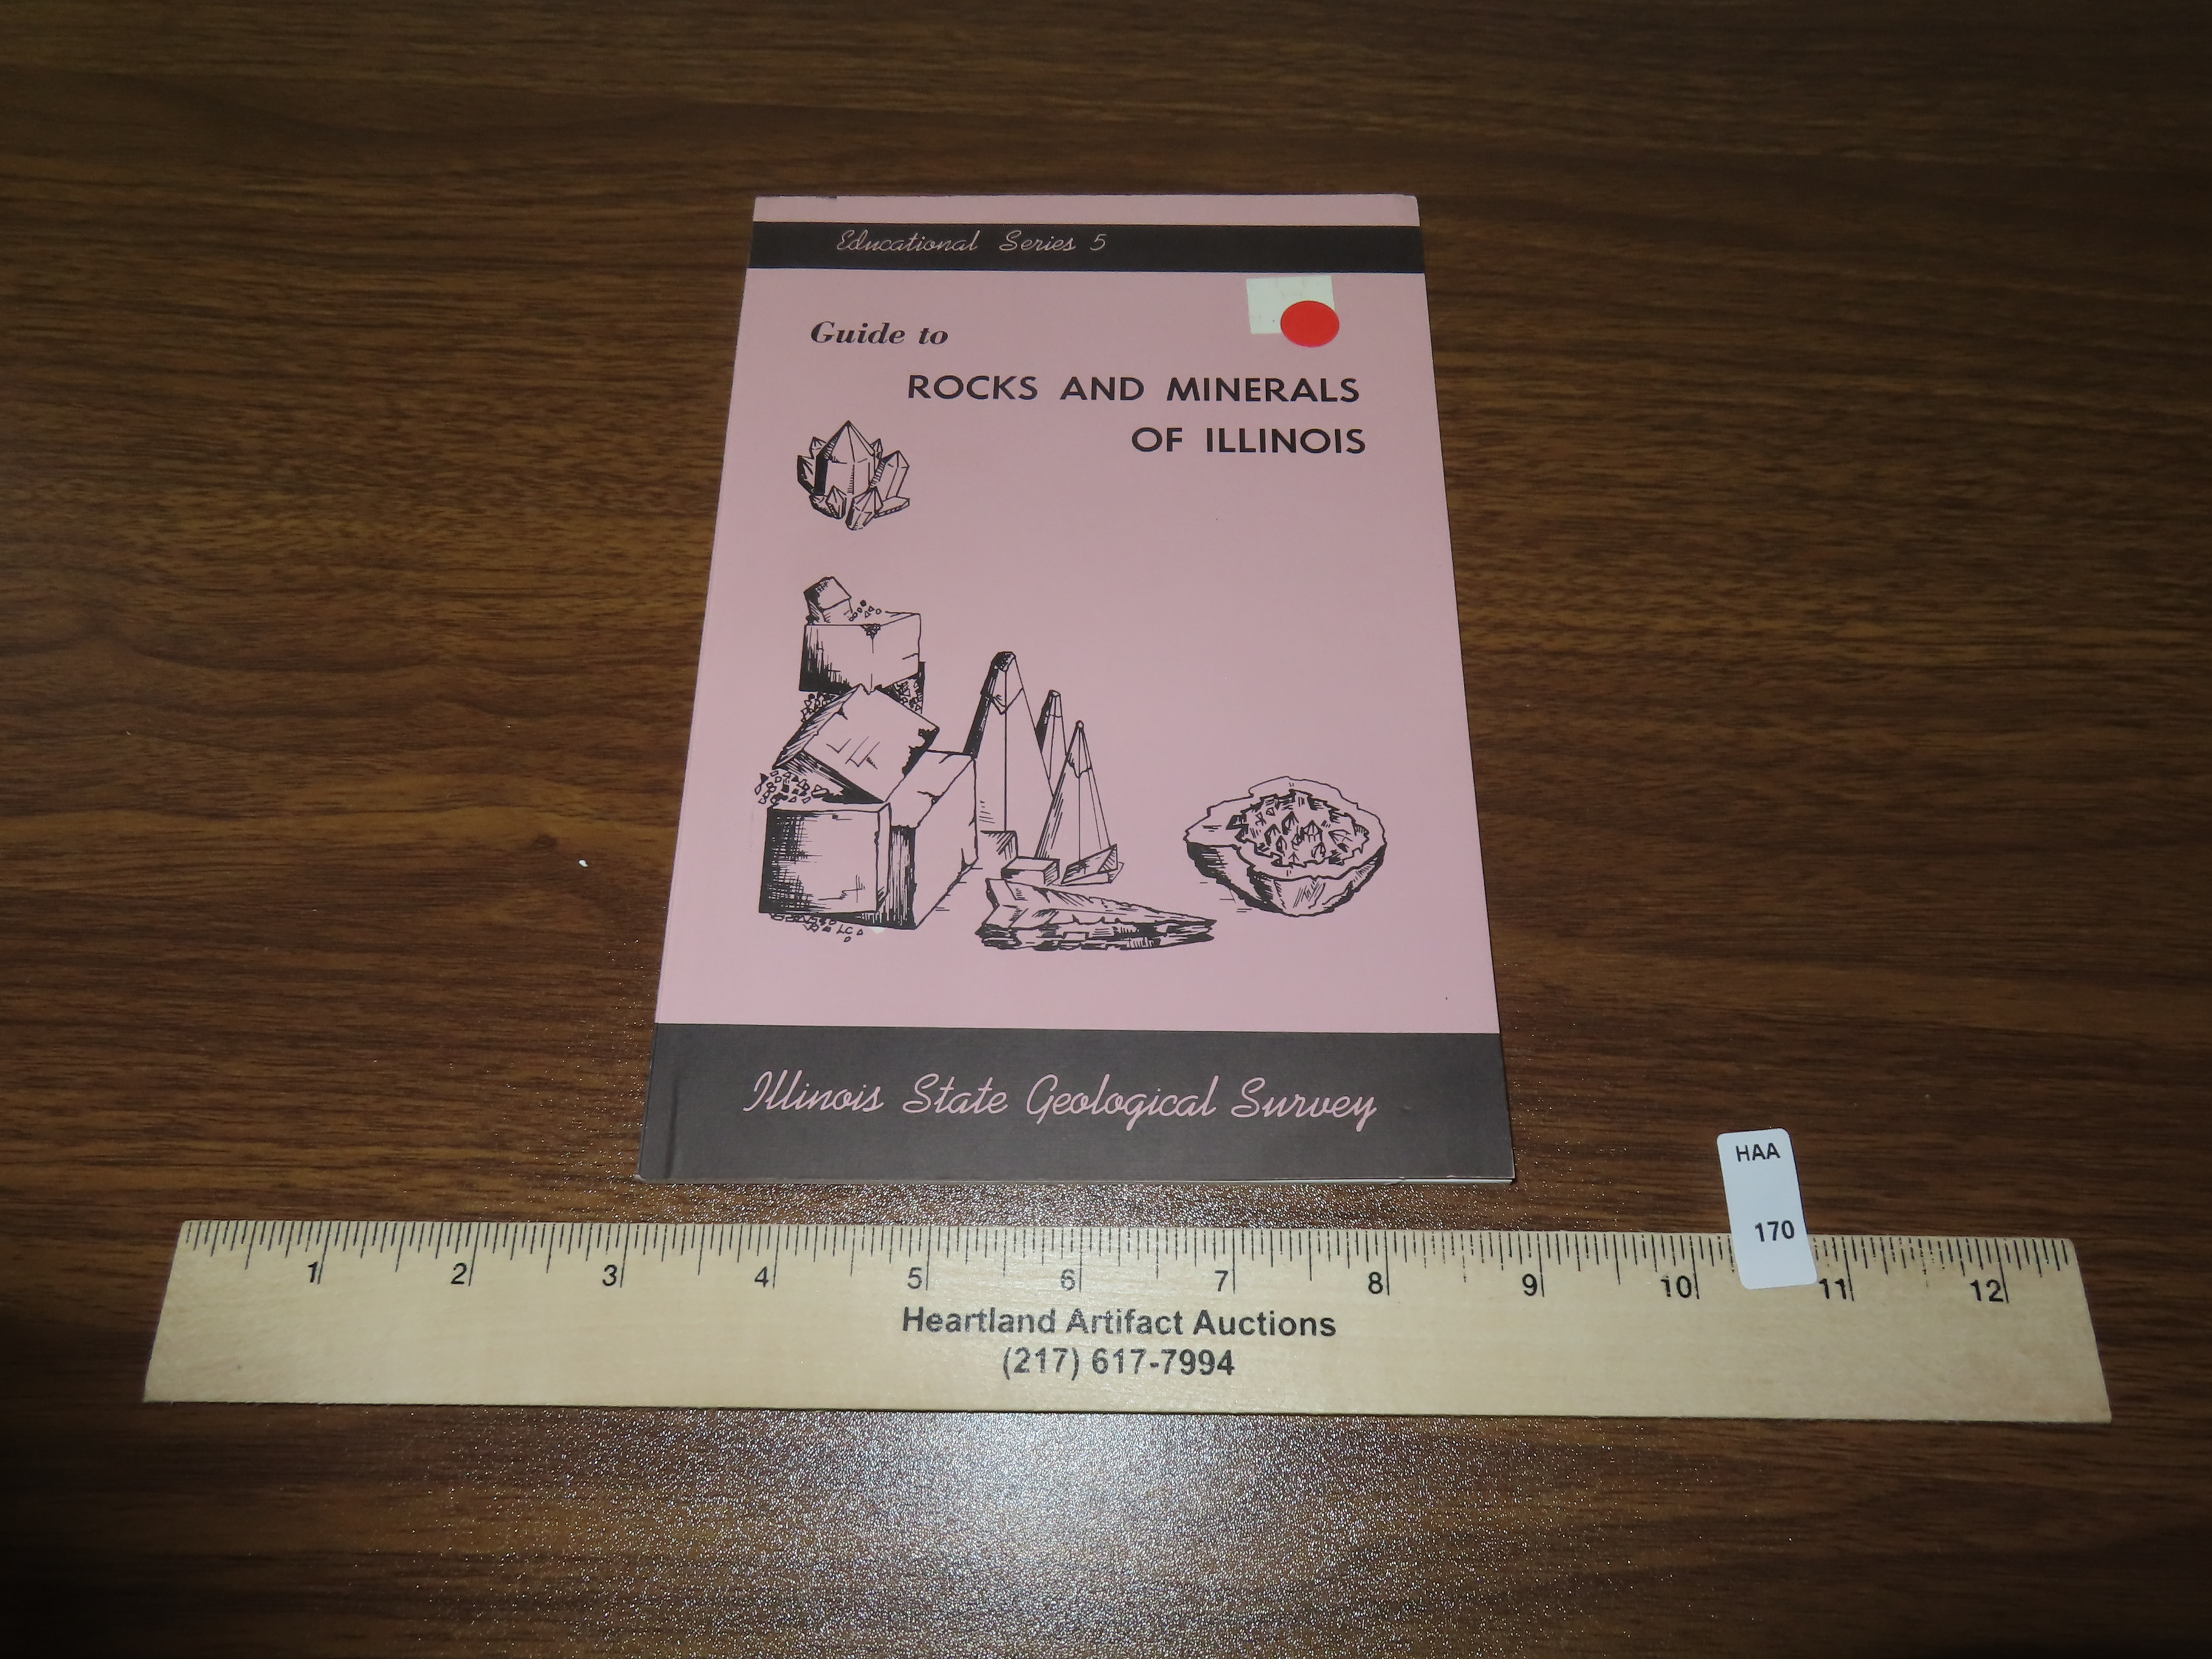 Educational Series 5
Guide to
ROCKS AND MINERALS
OF ILLINOIS
Illinois State Geological Survey
HAA
170
1 2 3 4 5 6 7 8 9 10 11 12
Heartland Artifact Auctions
(217) 617-7994